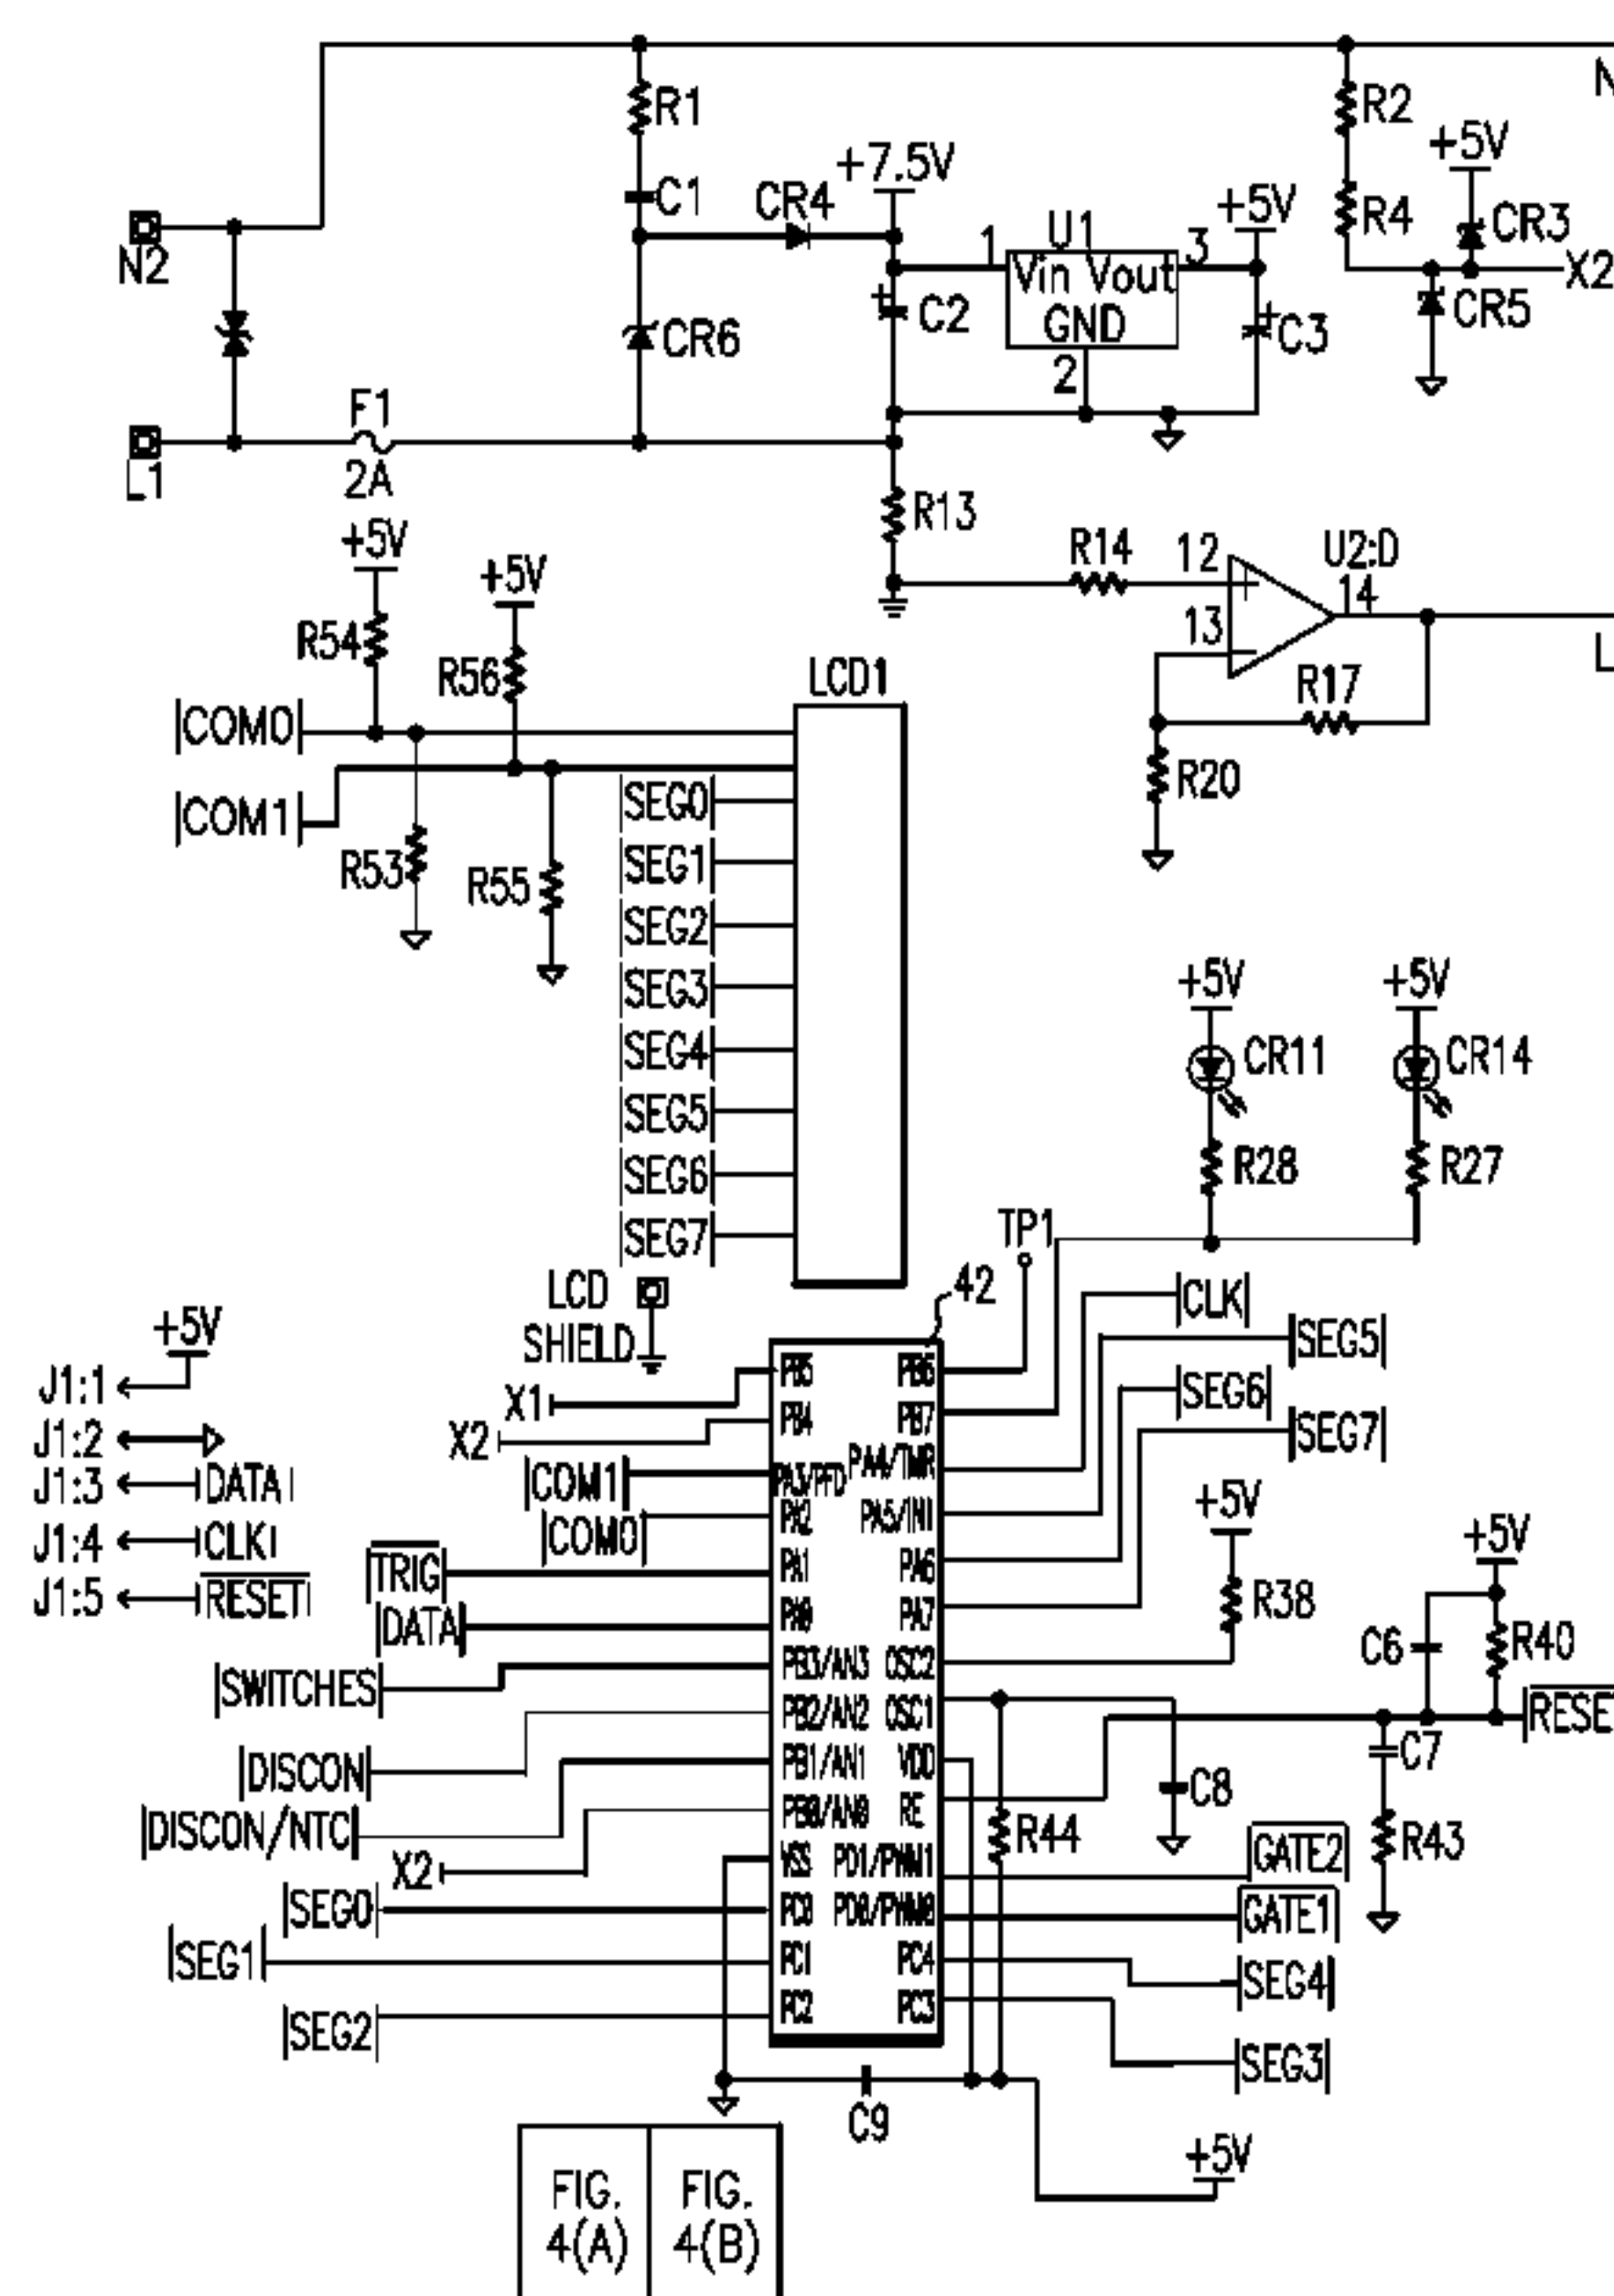 N
R1
R2
+5V
+7.5V
C1
CR4
+5V
R4
CR3
N2
1
U1
3
Vin Vout
X2
C2
GND
C3
CR5
CR6
2
F1
L1
2A
R13
+5V
R14
12
U2:D
14
+5V
13
R54
R56
LCD1
R17
L
COM0
R20
COM1
SEG0
R53
SEG1
R55
SEG2
+5V
+5V
SEG3
SEG4
CR11
CR14
SEG5
SEG6
R28
R27
SEG7
TP1
LCD
SHIELD
42
CLK
+5V
SEG5
J1:1
PB5
PB6
SEG6
X1
PB4
PB7
SEG7
J1:2
X2
PA4/TMR
J1:3
DATA
COM1
PA3/PFD
+5V
J1:4
CLK
COM0
PA2
PA5/INT
+5V
TRIG
PA1
PA6
J1:5
RESET
R38
DATA
PA0
PA7
C6
R40
SWITCHES
PB3/AN3
OSC2
PB2/AN2
OSC1
RESE
DISCON
PB1/AN1
VDD
C7
C8
DISCON/NTC
PB0/AN0
RE
R44
R43
X2
VSS
PD1/PWM1
GATE2
SEG0
PC0
PD0/PWM0
GATE1
SEG1
PC1
PC4
SEG4
SEG2
PC2
PC3
SEG3
C9
+5V
FIG.
4(A)
FIG.
4(B)